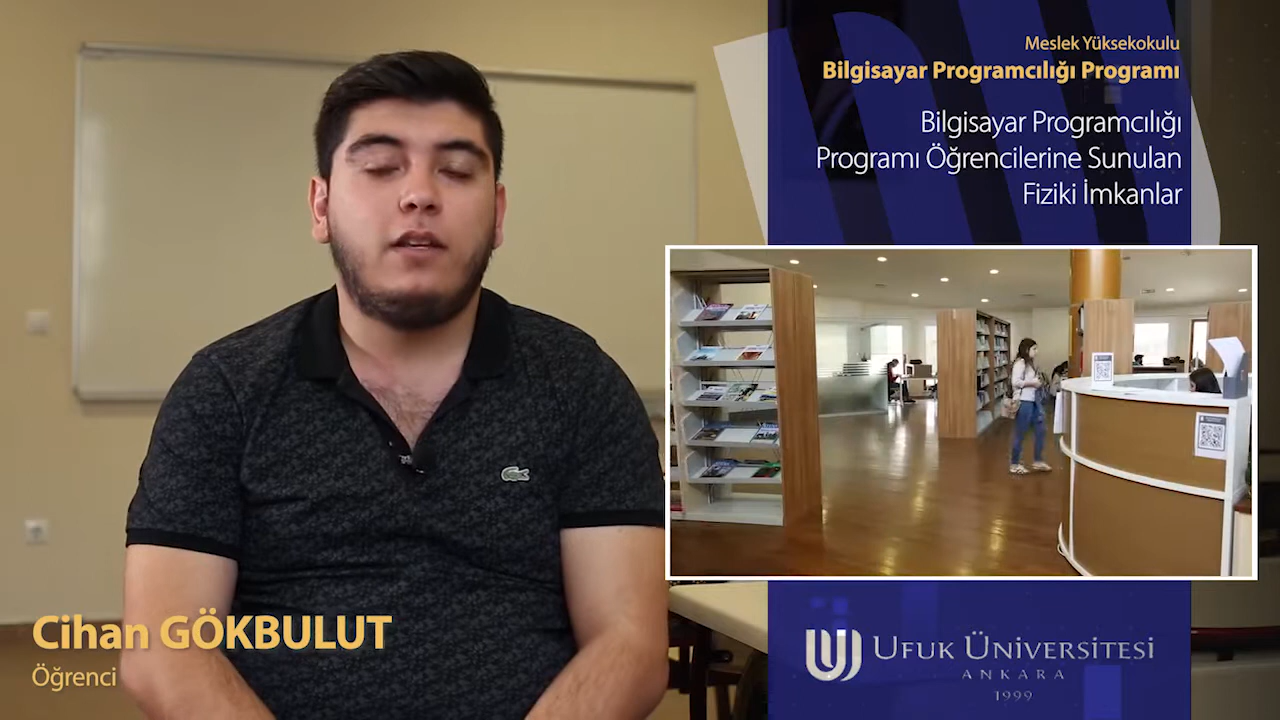 Meslek Yüksekokulu
Bilgisayar Programcılığı Programı
Bilgisayar Programcılığı
Programı Öğrencilerine Sunulan
Fiziki İmkanlar
Cihan GÖKBULUT
Öğrenci
UFUK ÜNİVERSİTESİ
ANKARA
1999